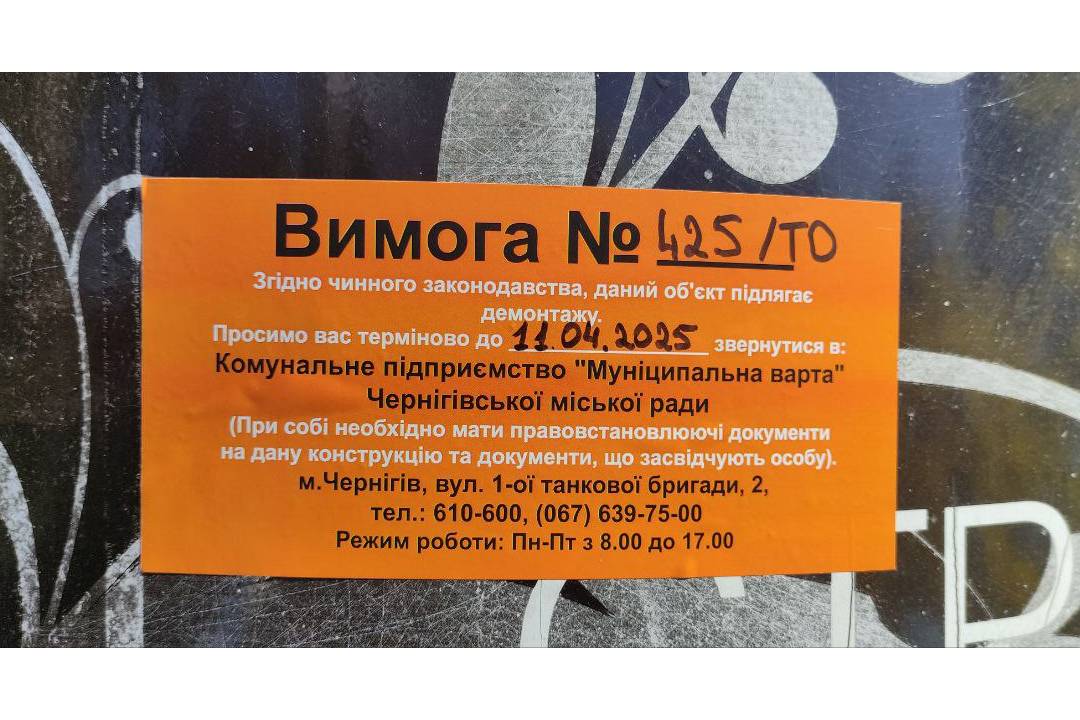 Вимога № 425/ТО
Згідно чинного законодавства, даний об'єкт підлягає
демонтажу.
Просимо вас терміново до 11.04.2025 звернутися в:
Комунальне підприємство "Муніципальна варта"
Чернігівської міської ради
(При собі необхідно мати правовстановлюючі документи
на дану конструкцію та документи, що засвідчують особу).
м.Чернігів, вул. 1-ої танкової бригади, 2,
тел.: 610-600, (067) 639-75-00
Режим роботи: Пн-Пт з 8.00 до 17.00